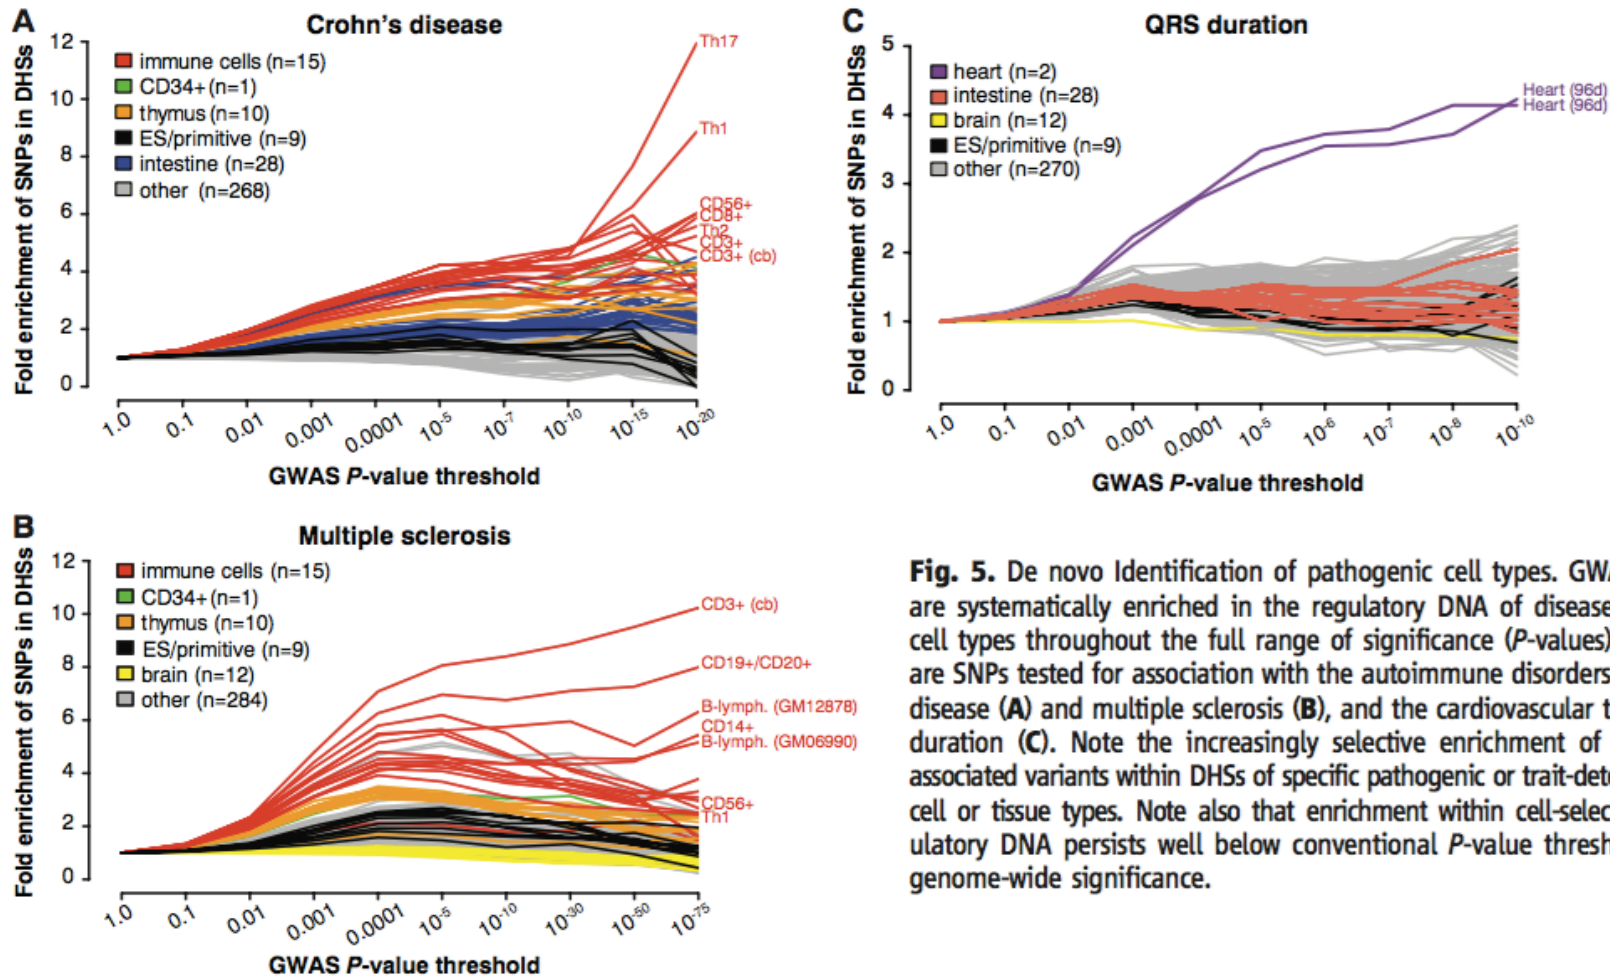 A
Crohn's disease
Fold enrichment of SNPs in DHSs
12
10
8
6
4
2
0
immune cells (n=15)
CD34+(n=1)
thymus (n=10)
ES/primitive (n=9)
intestine (n=28)
other (n=268)
Th17
Th1
CD56+
CD8+
Th2
CD3+
CD3+ (cb)
1.0 0.1 0.01 0.001 0.0001 10-5 10-7 10-10 10-15 10-20
GWAS P-value threshold
B
Multiple sclerosis
Fold enrichment of SNPs in DHSs
12
10
8
6
4
2
0
immune cells (n=15)
CD34+(n=1)
thymus (n=10)
ES/primitive (n=9)
brain (n=12)
other (n=284)
CD3+ (cb)
CD19+/CD20+
B-lymph. (GM12878)
CD14+
B-lymph. (GM06990)
CD56+
Th1
1.0 0.1 0.01 0.001 0.0001 10-5 10-10 10-30 10-50 10-75
GWAS P-value threshold
C
QRS duration
Fold enrichment of SNPs in DHSs
5
4
3
2
1
0
heart (n=2)
intestine (n=28)
brain (n=12)
ES/primitive (n=9)
other (n=270)
Heart (96d)
Heart (96d)
1.0 0.1 0.01 0.001 0.0001 10-5 10-6 10-7 10-8 10-10
GWAS P-value threshold
Fig. 5. De novo Identification of pathogenic cell types. GWA
are systematically enriched in the regulatory DNA of disease
cell types throughout the full range of significance (P-values)
are SNPs tested for association with the autoimmune disorders
disease (A) and multiple sclerosis (B), and the cardiovascular t
duration (C). Note the increasingly selective enrichment of
associated variants within DHSs of specific pathogenic or trait-dete
cell or tissue types. Note also that enrichment within cell-selec
ulatory DNA persists well below conventional P-value thresh
genome-wide significance.